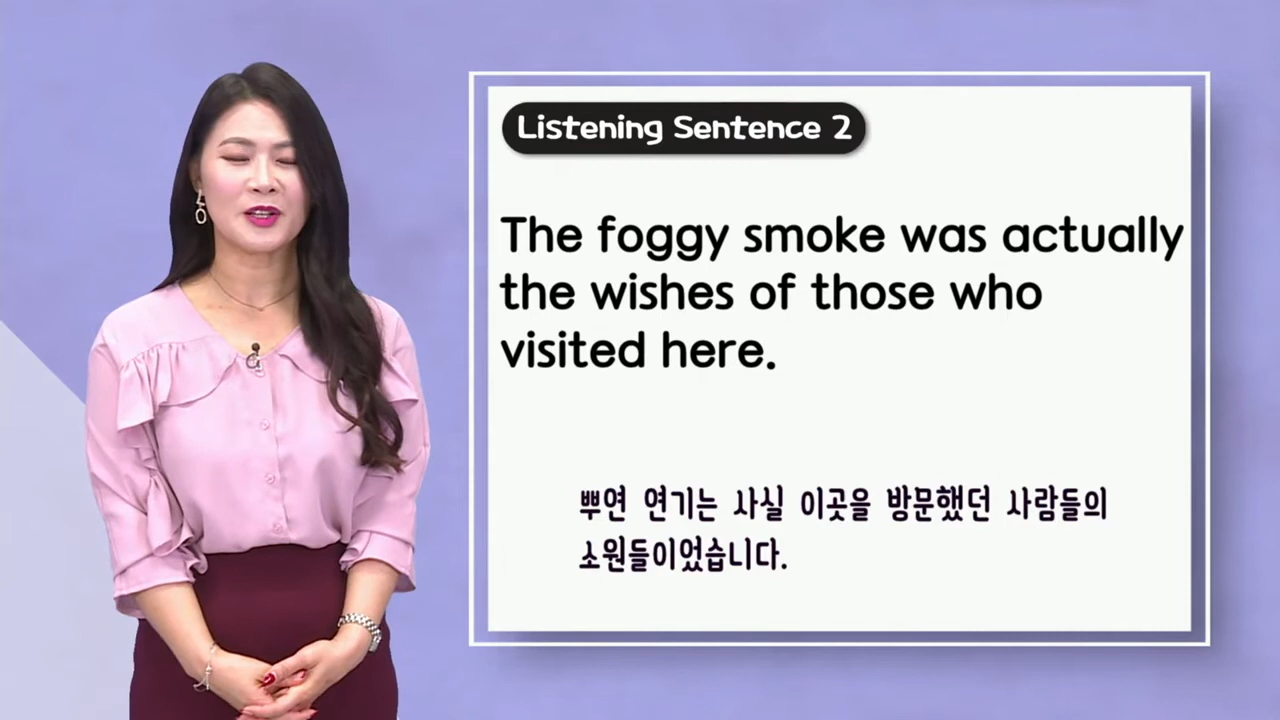 Listening Sentence 2
The foggy smoke was actually
the wishes of those who
visited here.
뿌연 연기는 사실 이곳을 방문했던 사람들의
소원들이었습니다.